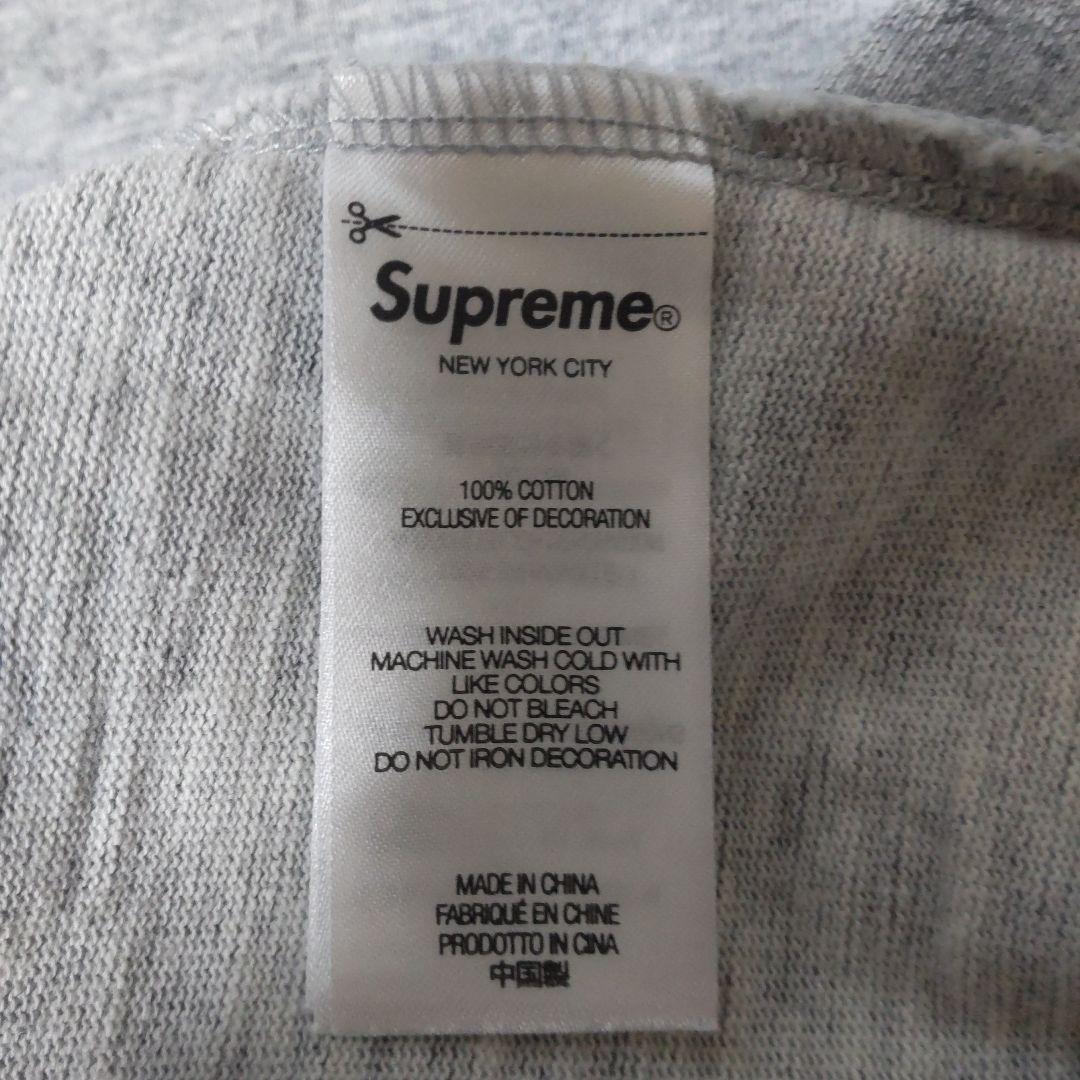 Supreme®
NEW YORK CITY
100% COTTON
EXCLUSIVE OF DECORATION
WASH INSIDE OUT
MACHINE WASH COLD WITH
LIKE COLORS
DO NOT BLEACH
TUMBLE DRY LOW
DO NOT IRON DECORATION
MADE IN CHINA
FABRIQUÉ EN CHINE
PRODOTTO IN CINA
中国製